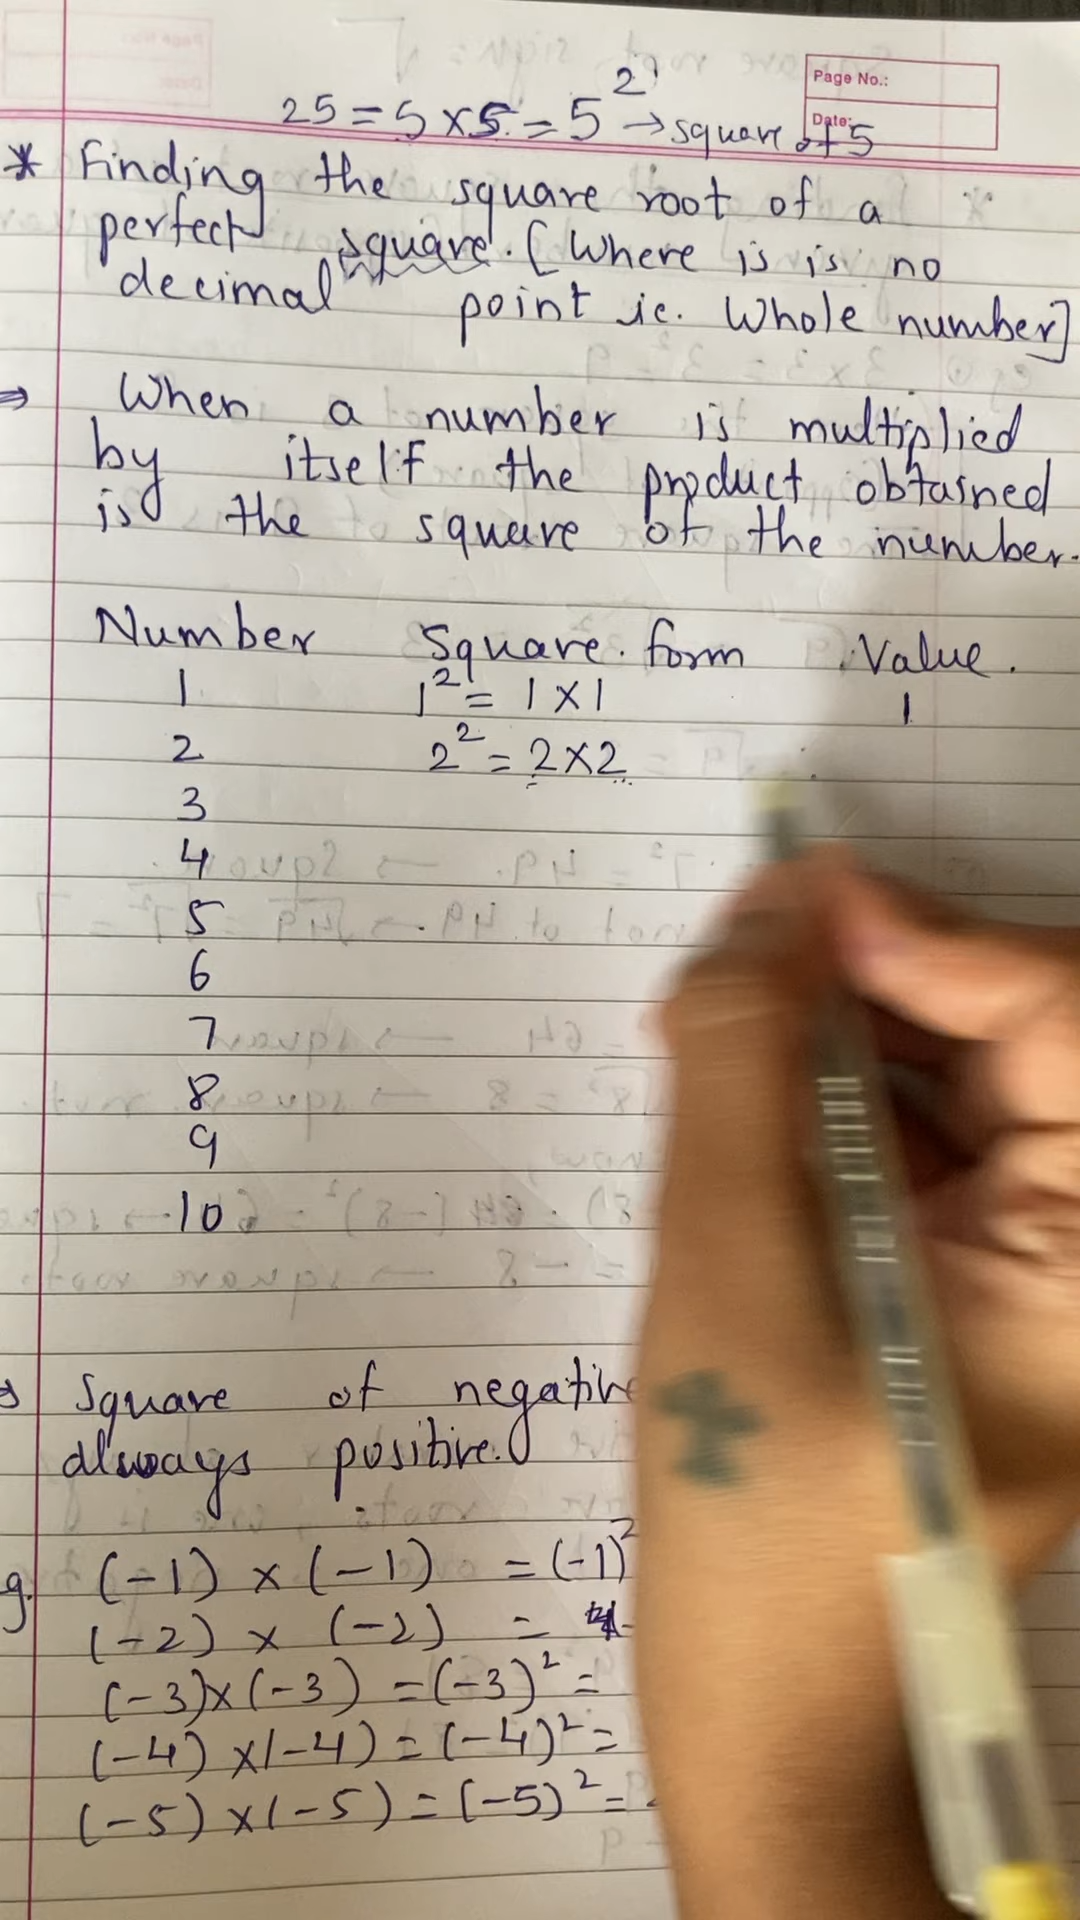 Page No.:
Date:
25 = 5 × 5 = 5² → square of 5
* Finding the square root of a
perfect square. [Where is is no
decimal point ie. Whole number]
⇒ When a number is multiplied
by itself the product obtained
is the square of the number.
Number Square form Value.
1 1² = 1 × 1 1
2 2² = 2 × 2
3
4
5
6
7
8
9
10
Square of negative
always positive.
g. (-1) × (-1) = (-1)²
(-2) × (-2) =
(-3) × (-3) = (-3)² =
(-4) × (-4) = (-4)² =
(-5) × (-5) = (-5)² =